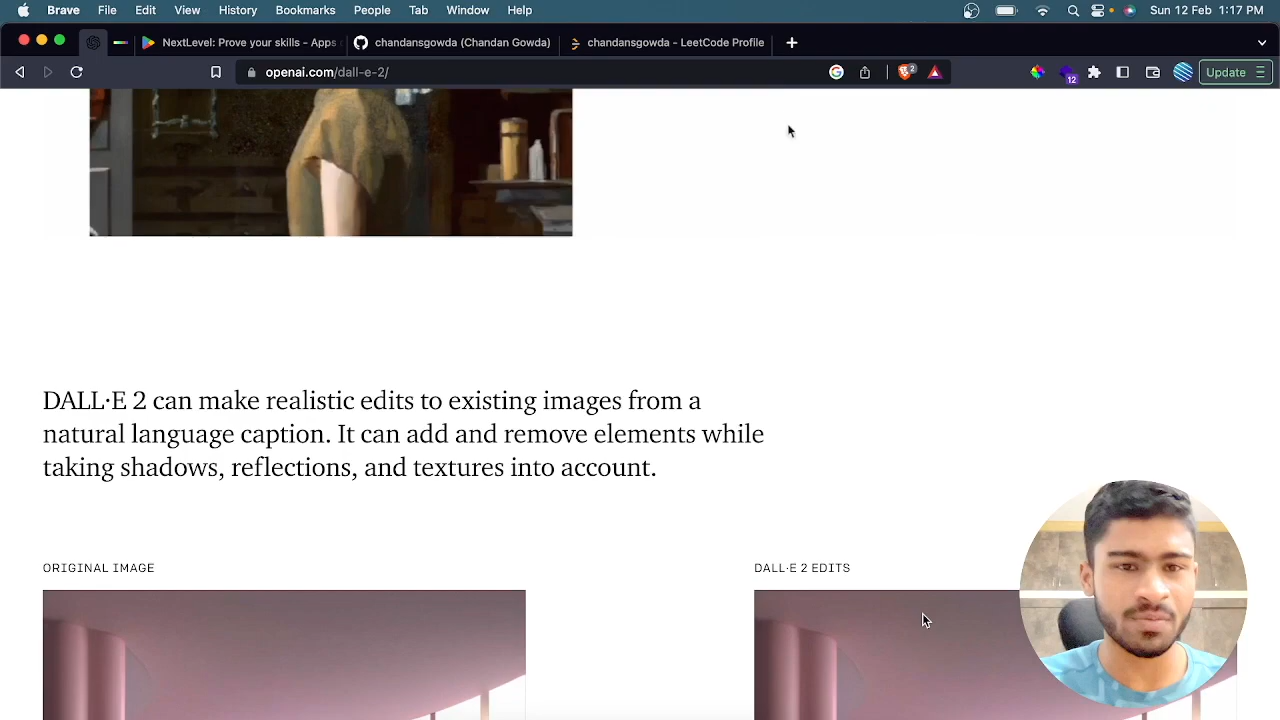 Brave File Edit View History Bookmarks People Tab Window Help Sun 12 Feb 1:17 PM
NextLevel: Prove your skills - Apps chandansgowda (Chandan Gowda) chandansgowda - LeetCode Profile
openai.com/dall-e-2/ 2 12 Update
DALL·E 2 can make realistic edits to existing images from a
natural language caption. It can add and remove elements while
taking shadows, reflections, and textures into account.
ORIGINAL IMAGE DALL·E 2 EDITS